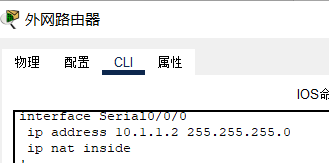 外网路由器
物理 配置 CLI 属性
IOS命
interface Serial0/0/0
ip address 10.1.1.2 255.255.255.0
ip nat inside